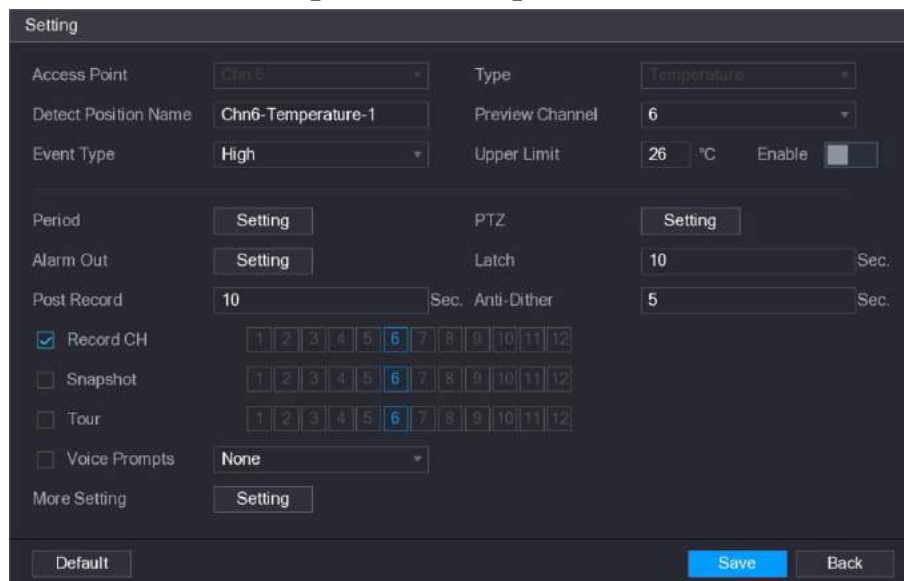 Setting
Access Point Chn 6 Type Temperature
Detect Position Name Chn6-Temperature-1 Preview Channel 6
Event Type High Upper Limit 26 °C Enable
Period Setting PTZ Setting
Alarm Out Setting Latch 10 Sec.
Post Record 10 Sec. Anti-Dither 5 Sec.
Record CH 1 2 3 4 5 6 7 8 9 10 11 12
Snapshot 1 2 3 4 5 6 7 8 9 10 11 12
Tour 1 2 3 4 5 6 7 8 9 10 11 12
Voice Prompts None
More Setting Setting
Default Save Back